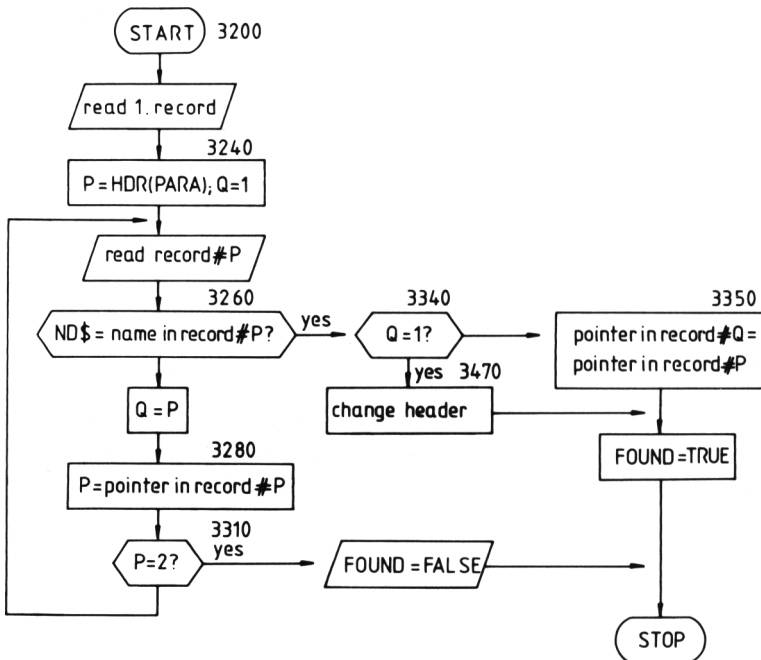 START 3200
read 1. record
3240
P=HDR(PARA); Q=1
read record#P
3260
ND$= name in record#P?
yes
3340
Q=1?
3350
pointer in record#Q=
pointer in record#P
yes 3470
change header
Q=P
3280
P=pointer in record#P
FOUND=TRUE
3310
P=2?
yes
FOUND=FALSE
STOP